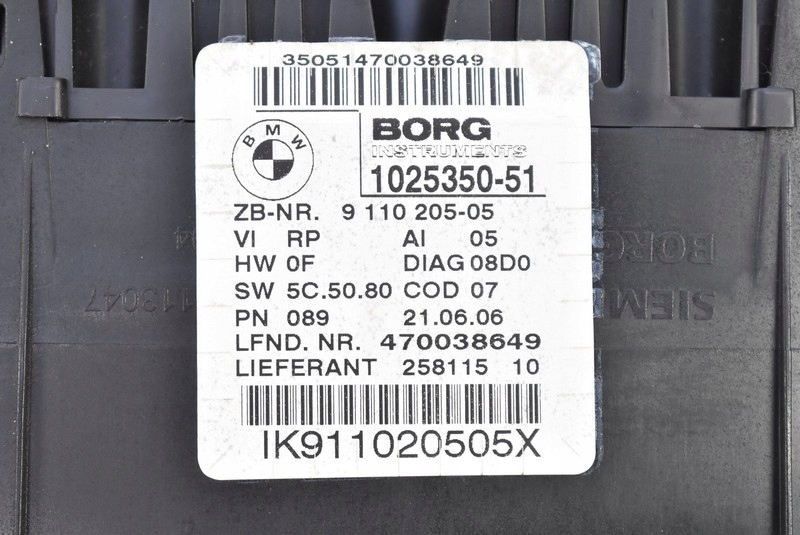 35051470038649
BMW
BORG
INSTRUMENTS
1025350-51
ZB-NR. 9 110 205-05
VI RP AI 05
HW 0F DIAG 08D0
SW 5C.50.80 COD 07
PN 089 21.06.06
LFND. NR. 470038649
LIEFERANT 258115 10
IK911020505X
BORG
SIEM